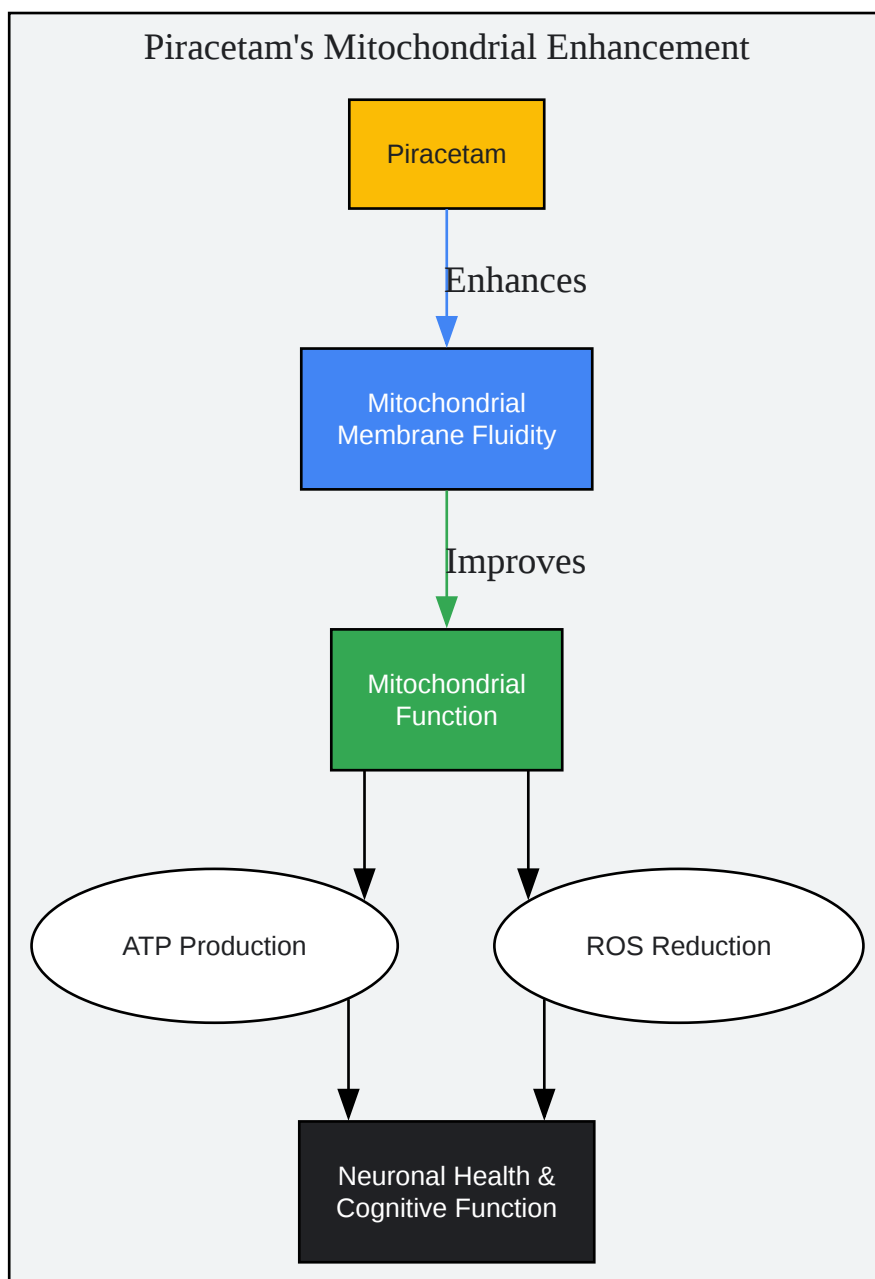 Piracetam's Mitochondrial Enhancement
Piracetam
Enhances
Mitochondrial
Membrane Fluidity
Improves
Mitochondrial
Function
ATP Production
ROS Reduction
Neuronal Health &
Cognitive Function